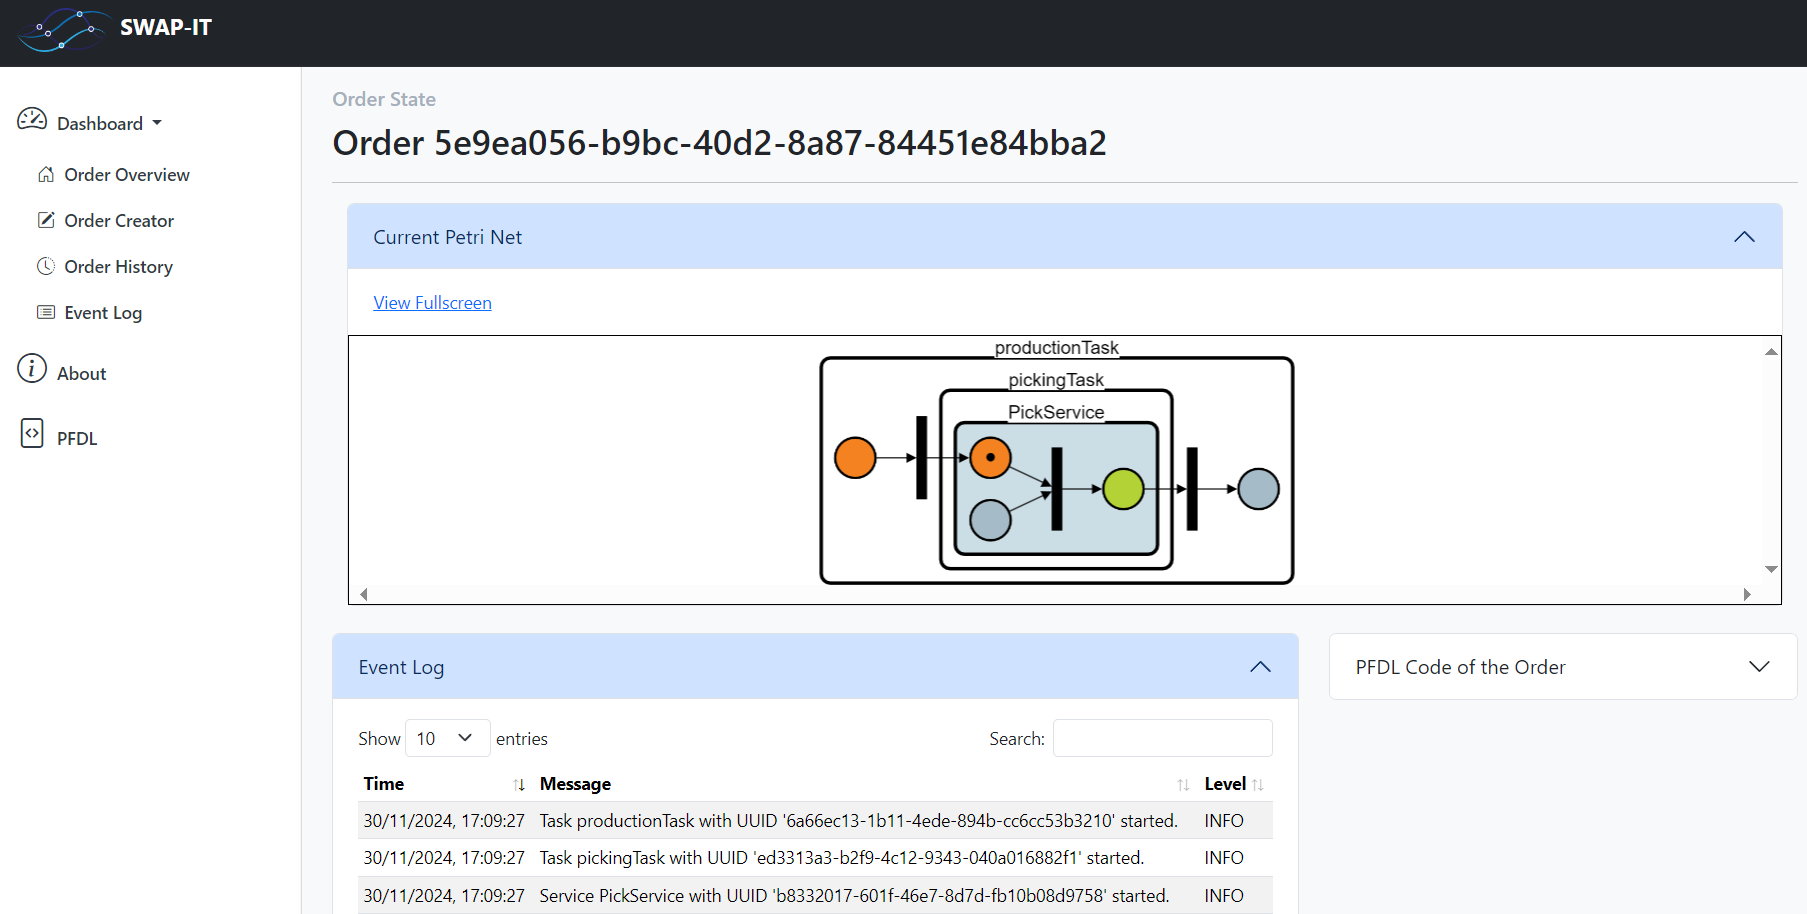 SWAP-IT
Dashboard
Order Overview
Order Creator
Order History
Event Log
About
PFDL
Order State
Order 5e9ea056-b9bc-40d2-8a87-84451e84bba2
Current Petri Net
View Fullscreen
productionTask
pickingTask
PickService
Event Log
Show 10 entries
Search:
Time Message Level
30/11/2024, 17:09:27 Task productionTask with UUID '6a66ec13-1b11-4ede-894b-cc6cc53b3210' started. INFO
30/11/2024, 17:09:27 Task pickingTask with UUID 'ed3313a3-b2f9-4c12-9343-040a016882f1' started. INFO
30/11/2024, 17:09:27 Service PickService with UUID 'b8332017-601f-46e7-8d7d-fb10b08d9758' started. INFO
PFDL Code of the Order